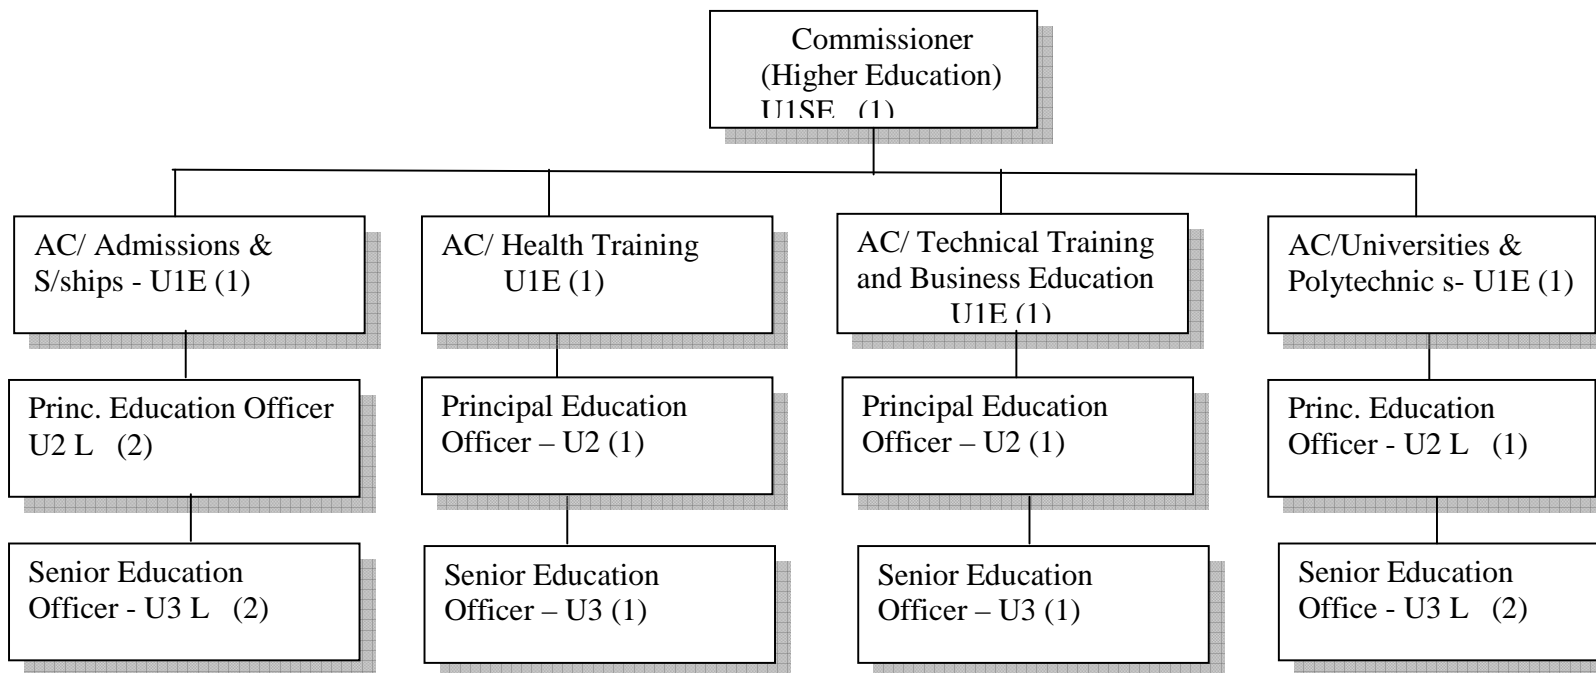 Commissioner
(Higher Education)
U1SE (1)
AC/ Admissions &
S/ships - U1E (1)
AC/ Health Training
U1E (1)
AC/ Technical Training
and Business Education
U1E (1)
AC/Universities &
Polytechnic s- U1E (1)
Princ. Education Officer
U2 L (2)
Principal Education
Officer – U2 (1)
Principal Education
Officer – U2 (1)
Princ. Education
Officer - U2 L (1)
Senior Education
Officer - U3 L (2)
Senior Education
Officer – U3 (1)
Senior Education
Officer – U3 (1)
Senior Education
Office - U3 L (2)